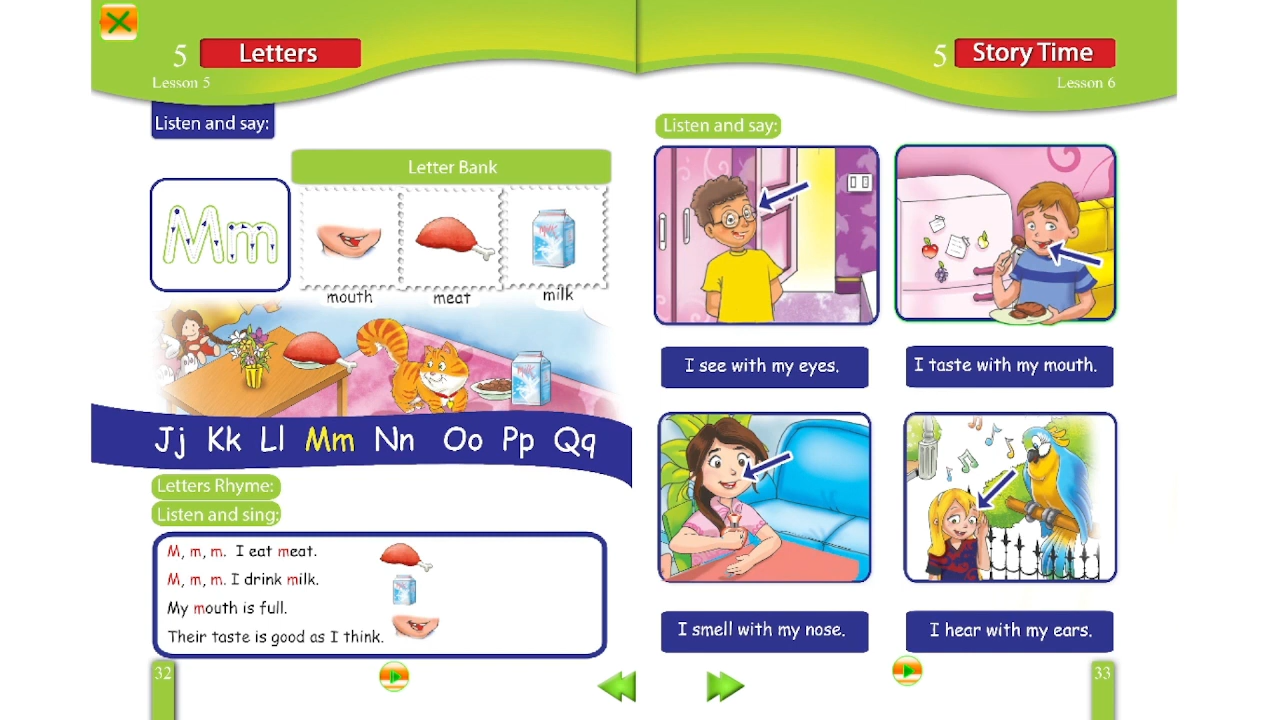 5 Letters
Lesson 5
Listen and say:
Letter Bank
Mm
mouth meat milk
MILK
MILK
Jj Kk Ll Mm Nn Oo Pp Qq
Letters Rhyme:
Listen and sing:
M, m, m. I eat meat.
M, m, m. I drink milk.
My mouth is full.
Their taste is good as I think.
32
5 Story Time
Lesson 6
Listen and say:
I see with my eyes.
I taste with my mouth.
I smell with my nose.
I hear with my ears.
33